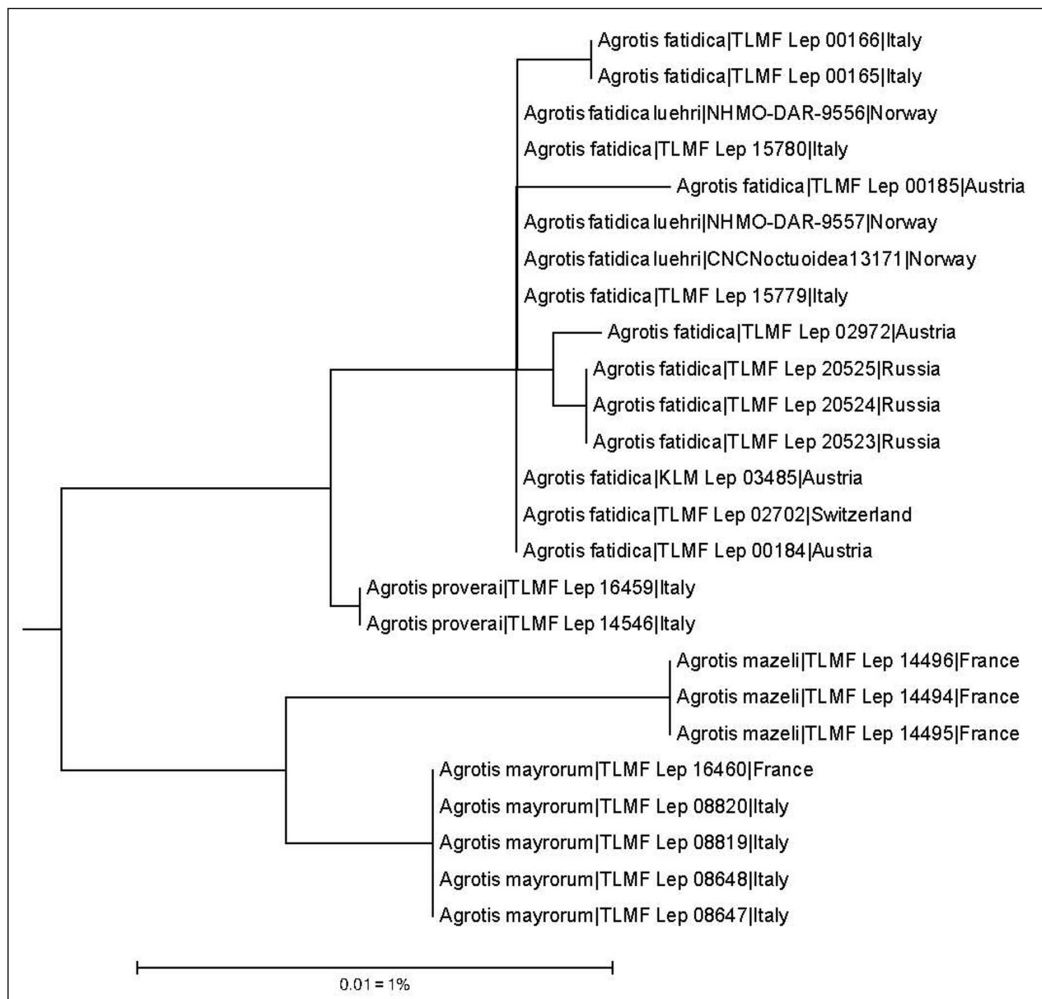 Agrotis fatidica|TLMF Lep 00166|Italy
Agrotis fatidica|TLMF Lep 00165|Italy
Agrotis fatidica luehri|NHMO-DAR-9556|Norway
Agrotis fatidica|TLMF Lep 15780|Italy
Agrotis fatidica|TLMF Lep 00185|Austria
Agrotis fatidica luehri|NHMO-DAR-9557|Norway
Agrotis fatidica luehri|CNCNoctuoidea13171|Norway
Agrotis fatidica|TLMF Lep 15779|Italy
Agrotis fatidica|TLMF Lep 02972|Austria
Agrotis fatidica|TLMF Lep 20525|Russia
Agrotis fatidica|TLMF Lep 20524|Russia
Agrotis fatidica|TLMF Lep 20523|Russia
Agrotis fatidica|KLM Lep 03485|Austria
Agrotis fatidica|TLMF Lep 02702|Switzerland
Agrotis fatidica|TLMF Lep 00184|Austria
Agrotis proverai|TLMF Lep 16459|Italy
Agrotis proverai|TLMF Lep 14546|Italy
Agrotis mazeli|TLMF Lep 14496|France
Agrotis mazeli|TLMF Lep 14494|France
Agrotis mazeli|TLMF Lep 14495|France
Agrotis mayrorum|TLMF Lep 16460|France
Agrotis mayrorum|TLMF Lep 08820|Italy
Agrotis mayrorum|TLMF Lep 08819|Italy
Agrotis mayrorum|TLMF Lep 08648|Italy
Agrotis mayrorum|TLMF Lep 08647|Italy
0.01 = 1%